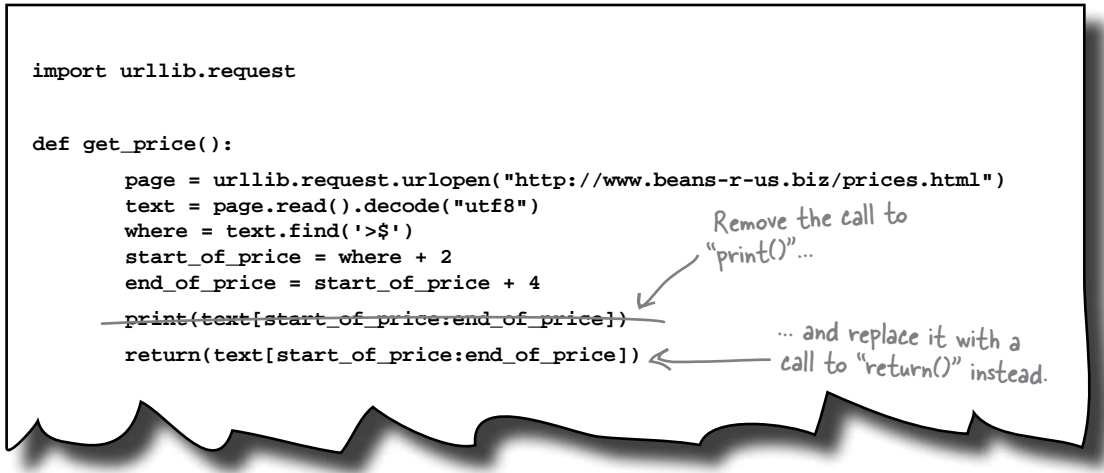 import urllib.request
def get_price():
page = urllib.request.urlopen("http://www.beans-r-us.biz/prices.html")
text = page.read().decode("utf8")
where = text.find('>$')
start_of_price = where + 2
end_of_price = start_of_price + 4
print(text[start_of_price:end_of_price])
return(text[start_of_price:end_of_price])
Remove the call to
“print()”...
... and replace it with a
call to “return()” instead.